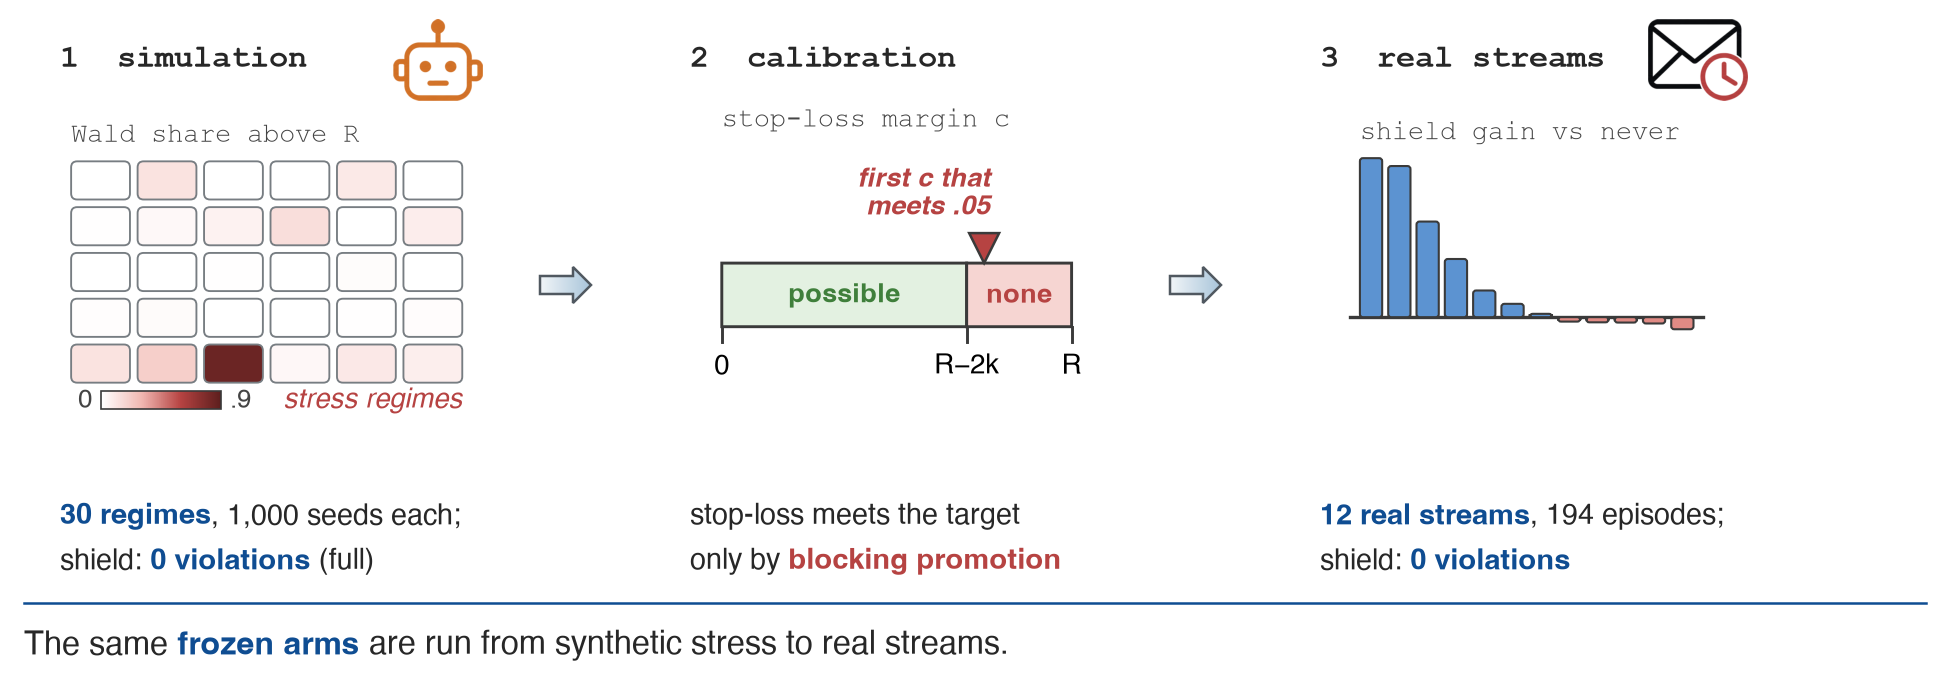 1 simulation
Wald share above R
0 .9 stress regimes
30 regimes, 1,000 seeds each;
shield: 0 violations (full)
2 calibration
stop-loss margin c
first c that
meets .05
possible none
0 R−2k R
stop-loss meets the target
only by blocking promotion
3 real streams
shield gain vs never
12 real streams, 194 episodes;
shield: 0 violations
The same frozen arms are run from synthetic stress to real streams.